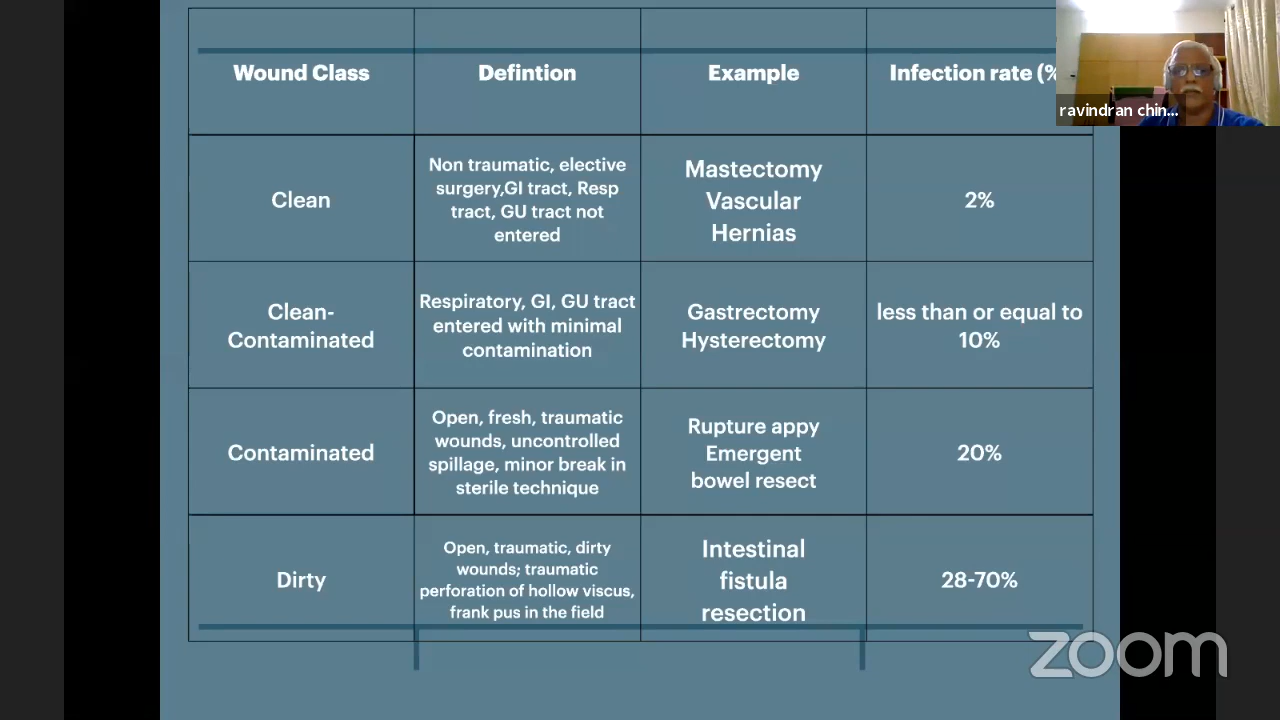 Wound Class
Defintion
Example
Infection rate (%
ravindran chin...
Clean
Non traumatic, elective
surgery,GI tract, Resp
tract, GU tract not
entered
Mastectomy
Vascular
Hernias
2%
Clean-
Contaminated
Respiratory, GI, GU tract
entered with minimal
contamination
Gastrectomy
Hysterectomy
less than or equal to
10%
Contaminated
Open, fresh, traumatic
wounds, uncontrolled
spillage, minor break in
sterile technique
Rupture appy
Emergent
bowel resect
20%
Dirty
Open, traumatic, dirty
wounds; traumatic
perforation of hollow viscus,
frank pus in the field
Intestinal
fistula
resection
28-70%
zoom